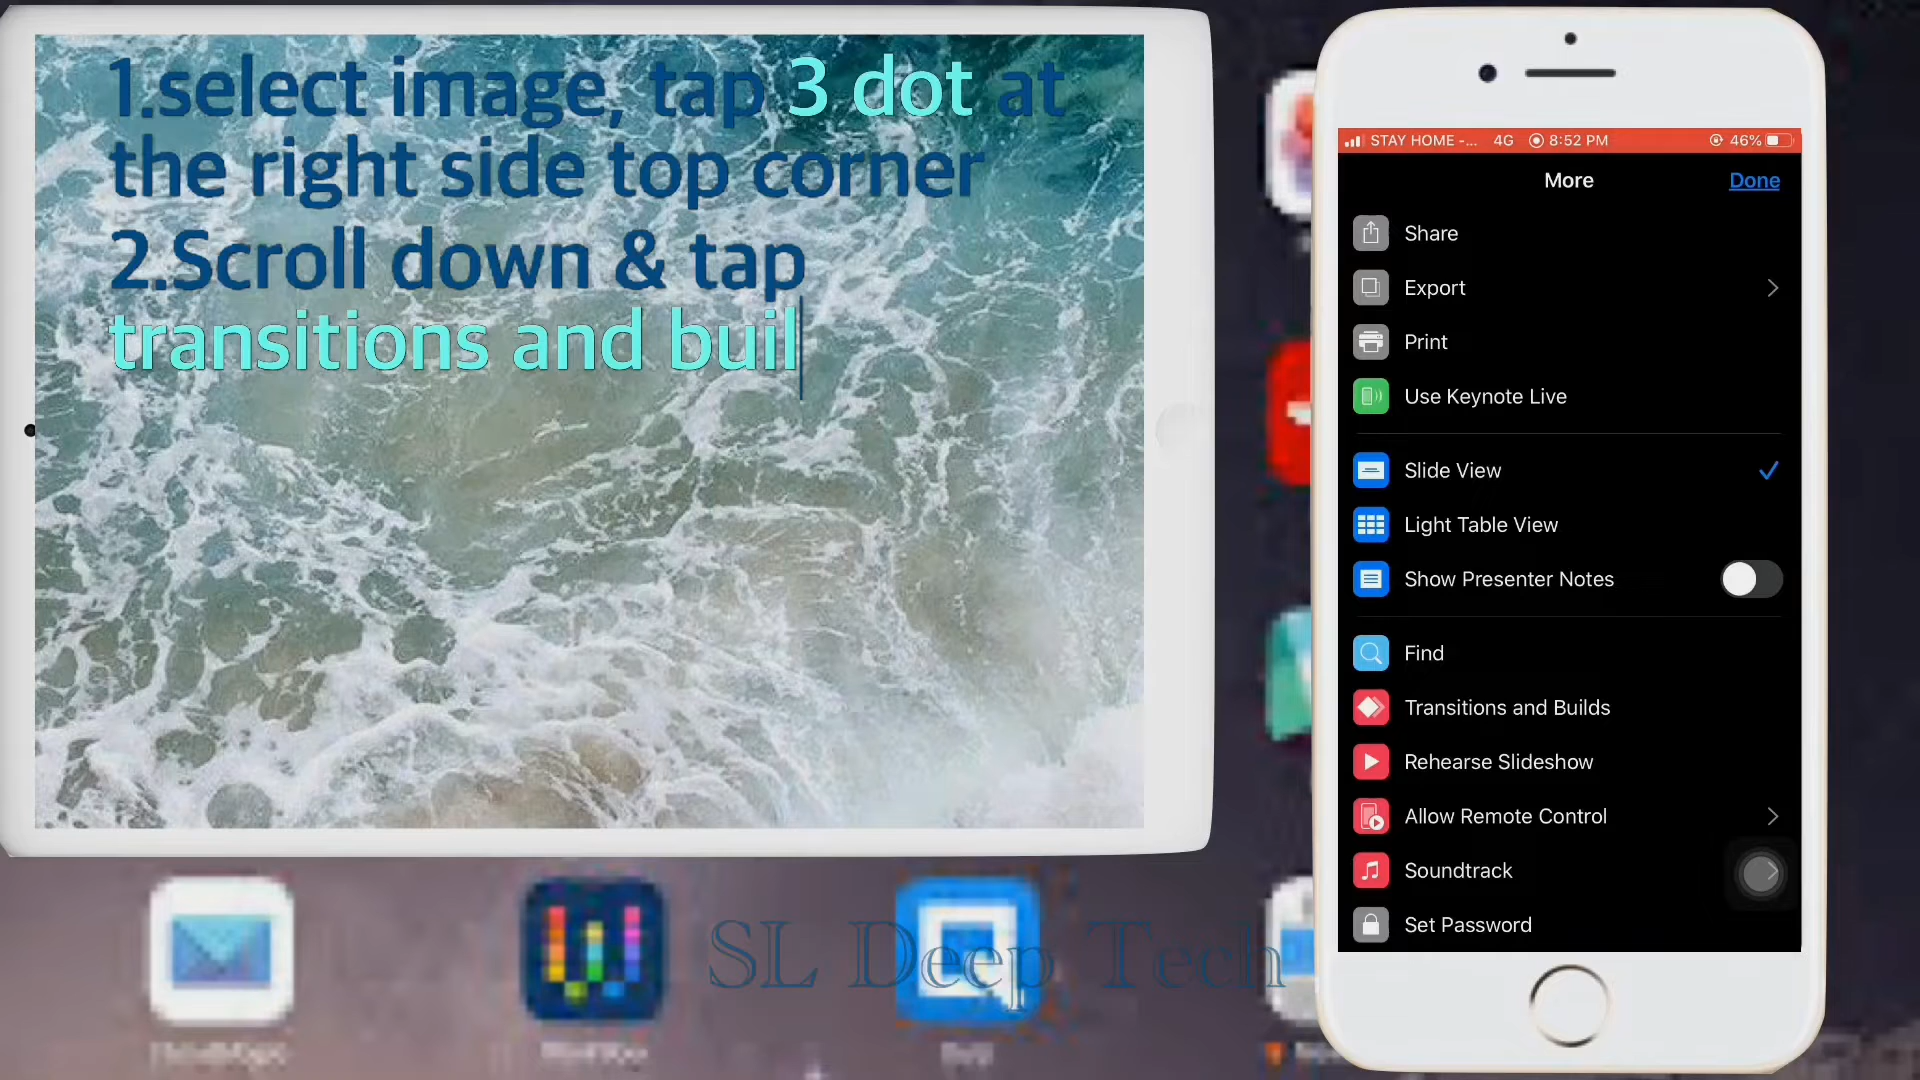 1.select image, tap 3 dot at
the right side top corner
2.Scroll down & tap
transitions and buil
STAY HOME -... 4G 8:52 PM 46%
More Done
Share
Export
Print
Use Keynote Live
Slide View
Light Table View
Show Presenter Notes
Find
Transitions and Builds
Rehearse Slideshow
Allow Remote Control
Soundtrack
Set Password
SL Deep Tech